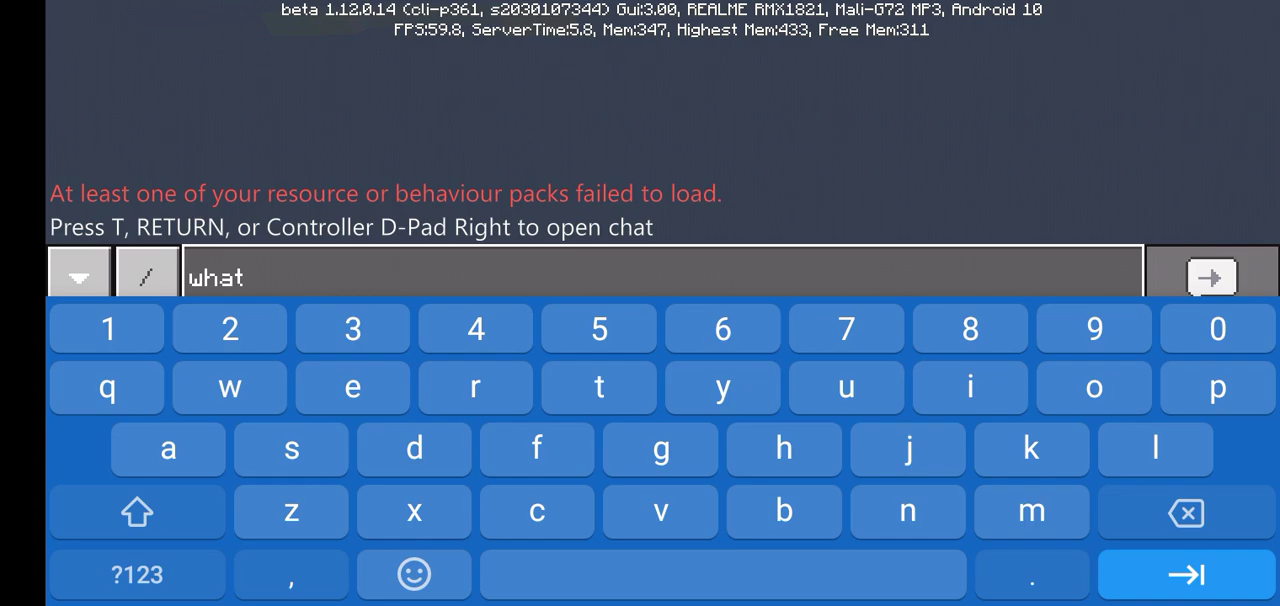 beta 1.12.0.14 (cli-p361, s2030107344) Gui:3.00, REALME RMX1821, Mali-G72 MP3, Android 10
FPS:59.8, ServerTime:5.8, Mem:347, Highest Mem:433, Free Mem:311
At least one of your resource or behaviour packs failed to load.
Press T, RETURN, or Controller D-Pad Right to open chat
/ what
1 2 3 4 5 6 7 8 9 0
q w e r t y u i o p
a s d f g h j k l
z x c v b n m
?123 , .